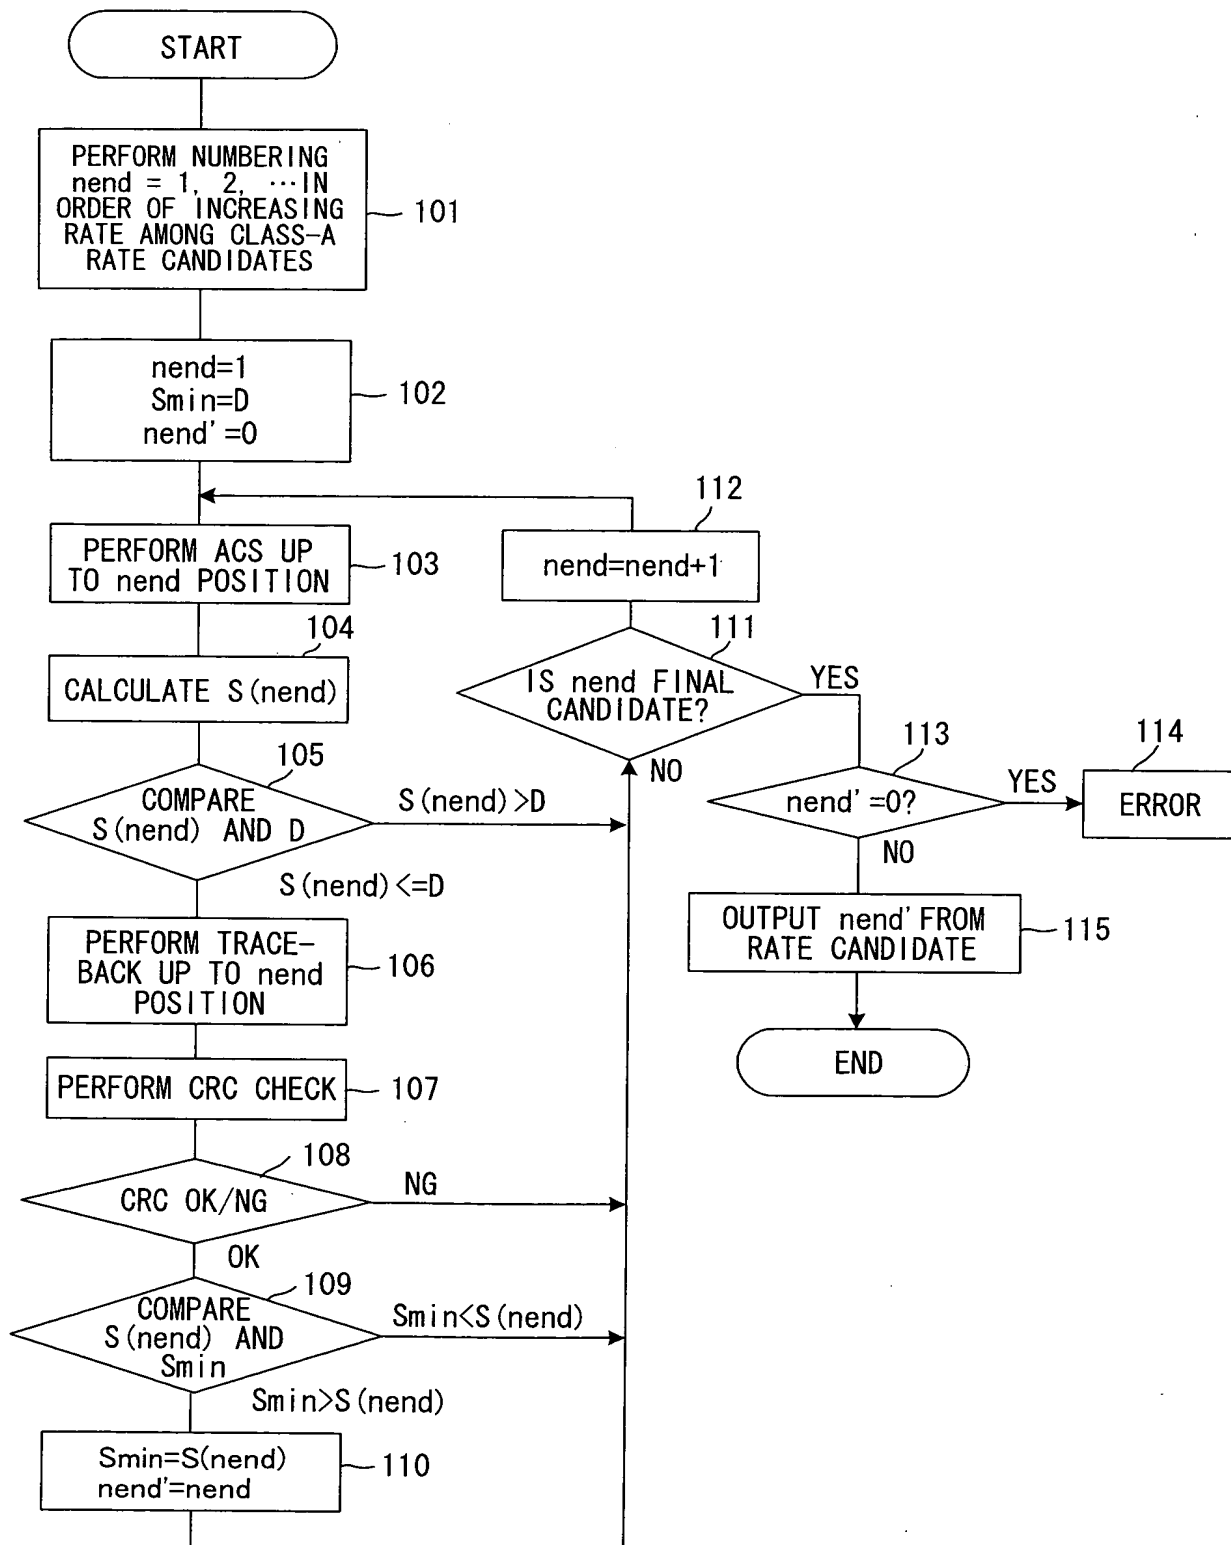 START
PERFORM NUMBERING
nend = 1, 2, ···IN
ORDER OF INCREASING
RATE AMONG CLASS-A
RATE CANDIDATES
101
nend=1
Smin=D
nend'=0
102
PERFORM ACS UP
TO nend POSITION
103
112
nend=nend+1
104
CALCULATE S(nend)
111
IS nend FINAL
CANDIDATE?
YES
NO
105
COMPARE
S(nend) AND D
S(nend)>D
S(nend)<=D
113
nend'=0?
YES
NO
114
ERROR
PERFORM TRACE-
BACK UP TO nend
POSITION
106
OUTPUT nend' FROM
RATE CANDIDATE
115
END
PERFORM CRC CHECK
107
108
CRC OK/NG
NG
OK
109
COMPARE
S(nend) AND
Smin
Smin<S(nend)
Smin>S(nend)
Smin=S(nend)
nend'=nend
110